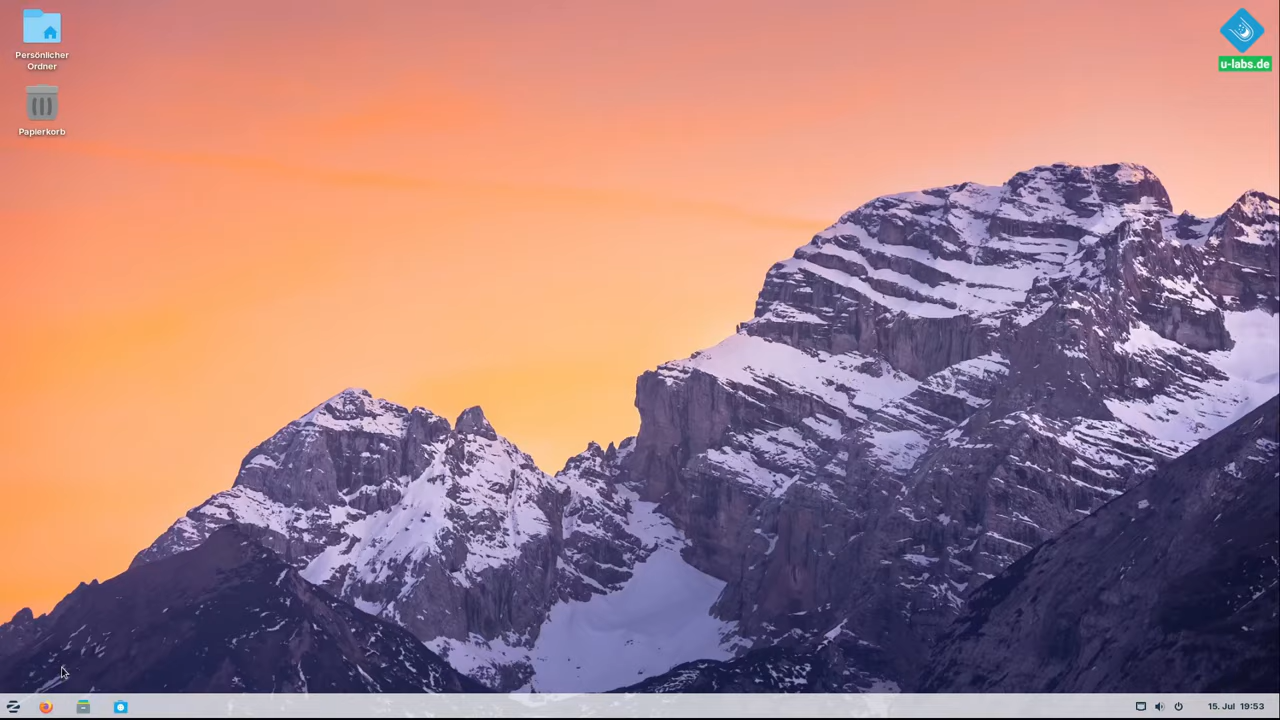 Persönlicher
Ordner
Papierkorb
u-labs.de
15. Jul 19:53